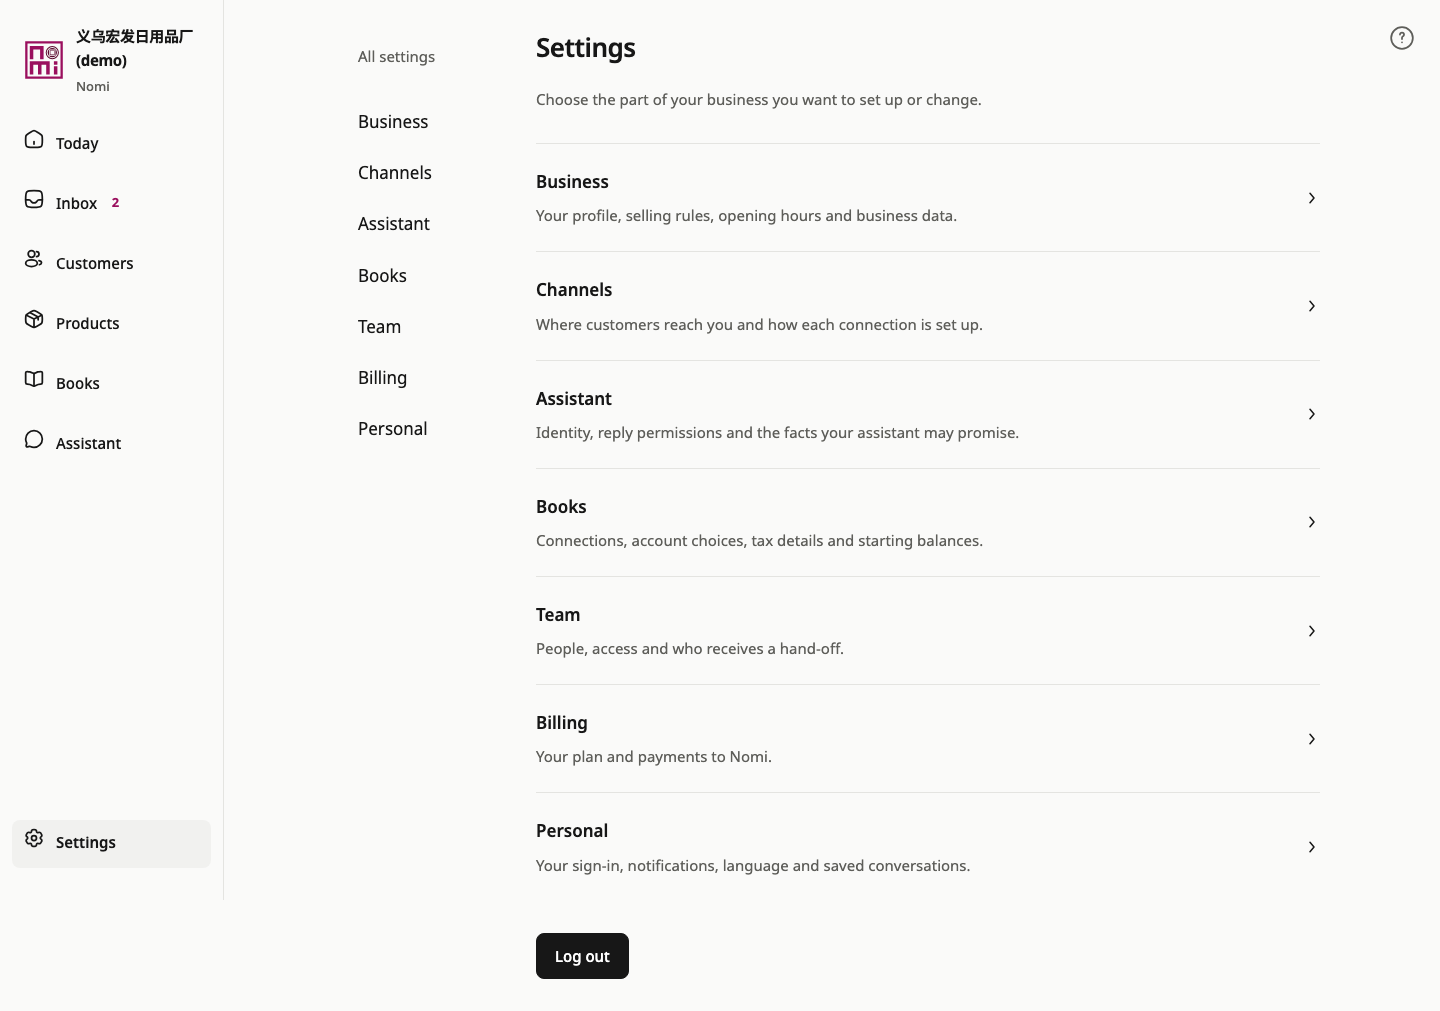 义乌宏发日用品厂
(demo)
Nomi
Today
Inbox 2
Customers
Products
Books
Assistant
Settings
All settings
Business
Channels
Assistant
Books
Team
Billing
Personal
Settings
Choose the part of your business you want to set up or change.
Business
Your profile, selling rules, opening hours and business data.
Channels
Where customers reach you and how each connection is set up.
Assistant
Identity, reply permissions and the facts your assistant may promise.
Books
Connections, account choices, tax details and starting balances.
Team
People, access and who receives a hand-off.
Billing
Your plan and payments to Nomi.
Personal
Your sign-in, notifications, language and saved conversations.
Log out